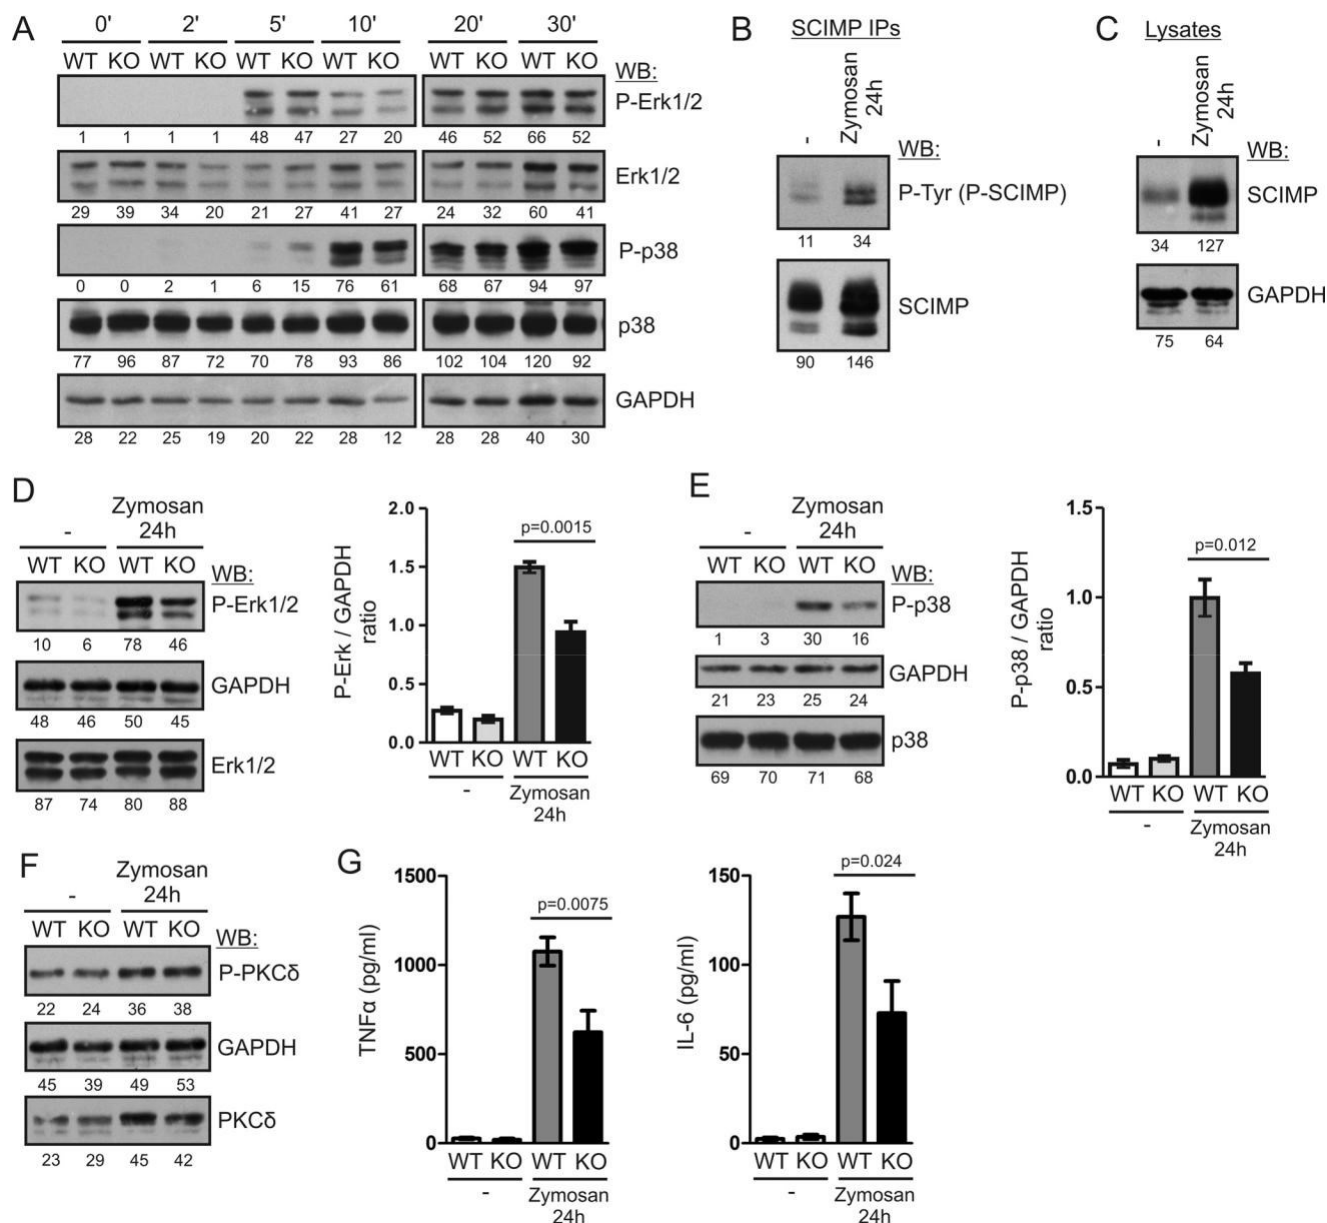 A
0' 2' 5' 10' 20' 30'
WT KO WT KO WT KO WT KO WT KO WT KO
WB:
P-Erk1/2
1 1 1 1 48 47 27 20 46 52 66 52
Erk1/2
29 39 34 20 21 27 41 27 24 32 60 41
P-p38
0 0 2 1 6 15 76 61 68 67 94 97
p38
77 96 87 72 70 78 93 86 102 104 120 92
GAPDH
28 22 25 19 20 22 28 12 28 28 40 30
B
SCIMP IPs
- Zymosan
24h
WB:
P-Tyr (P-SCIMP)
11 34
SCIMP
90 146
C
Lysates
- Zymosan
24h
WB:
SCIMP
34 127
GAPDH
75 64
D
Zymosan
- 24h
WT KO WT KO
WB:
P-Erk1/2
10 6 78 46
GAPDH
48 46 50 45
Erk1/2
87 74 80 88
P-Erk / GAPDH
ratio
2.0
1.5
1.0
0.5
0.0
p=0.0015
WT KO WT KO
- Zymosan
24h
E
Zymosan
- 24h
WT KO WT KO
WB:
P-p38
1 3 30 16
GAPDH
21 23 25 24
p38
69 70 71 68
P-p38 / GAPDH
ratio
1.5
1.0
0.5
0.0
p=0.012
WT KO WT KO
- Zymosan
24h
F
Zymosan
- 24h
WT KO WT KO
WB:
P-PKCδ
22 24 36 38
GAPDH
45 39 49 53
PKCδ
23 29 45 42
G
TNFα (pg/ml)
1500
1000
500
0
p=0.0075
WT KO WT KO
- Zymosan
24h
IL-6 (pg/ml)
150
100
50
0
p=0.024
WT KO WT KO
- Zymosan
24h